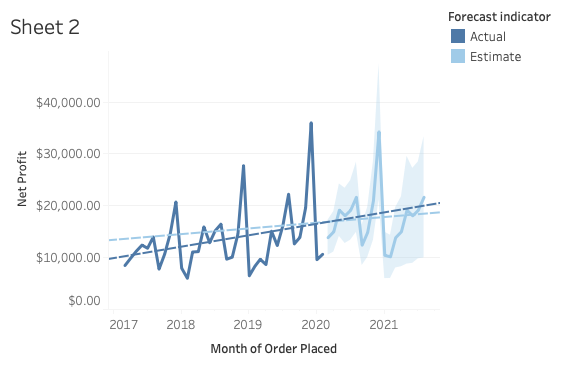 Sheet 2
Forecast indicator
Actual
Estimate
$40,000.00
$30,000.00
$20,000.00
$10,000.00
$0.00
Net Profit
2017
2018
2019
2020
2021
Month of Order Placed